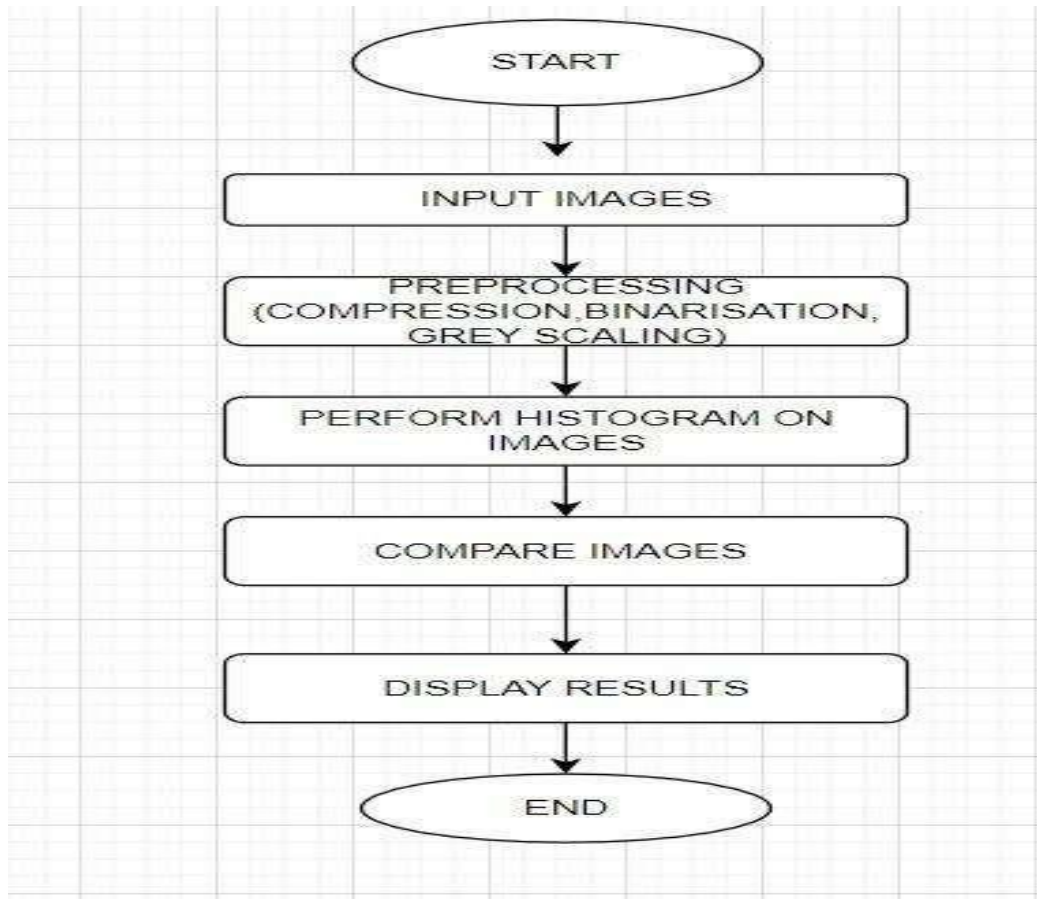 START
INPUT IMAGES
PREPROCESSING
(COMPRESSION,BINARISATION,
GREY SCALING)
PERFORM HISTOGRAM ON
IMAGES
COMPARE IMAGES
DISPLAY RESULTS
END